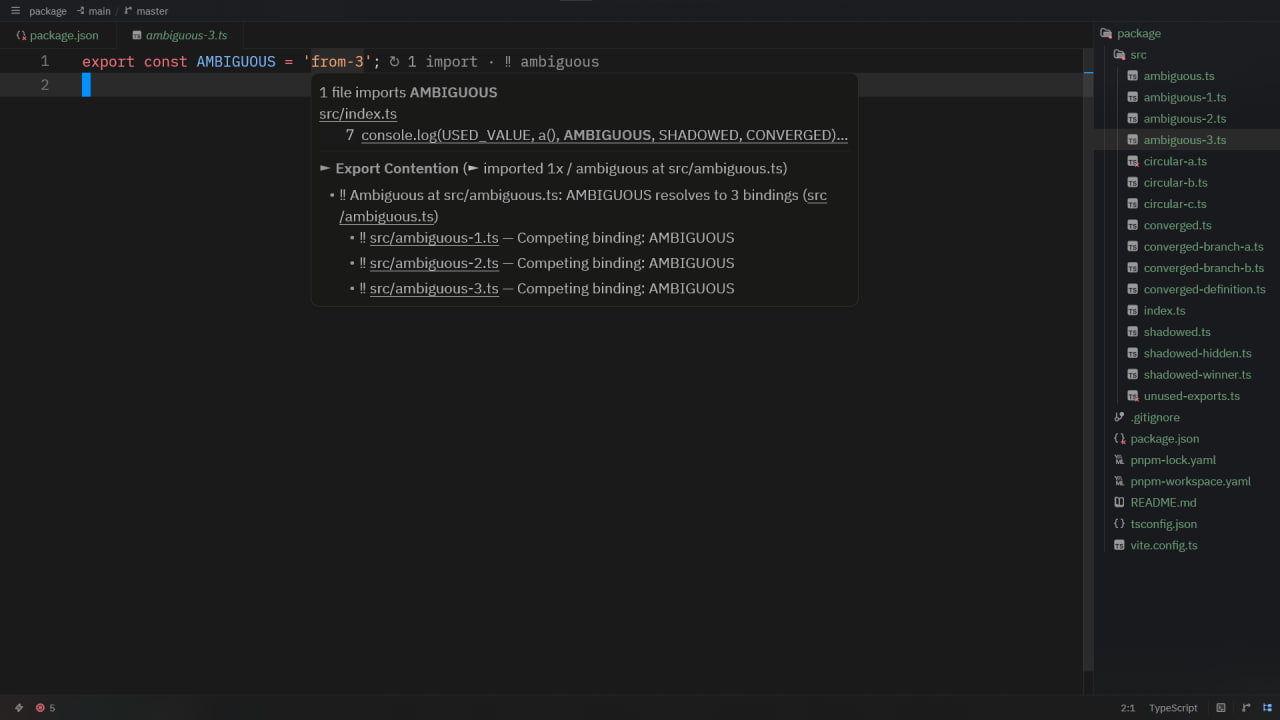 package main / master
package.json
ambiguous-3.ts
1 export const AMBIGUOUS = 'from-3'; ↻ 1 import · ‼ ambiguous
2
1 file imports AMBIGUOUS
src/index.ts
7 console.log(USED_VALUE, a(), AMBIGUOUS, SHADOWED, CONVERGED)...
► Export Contention (► imported 1x / ambiguous at src/ambiguous.ts)
• ‼ Ambiguous at src/ambiguous.ts: AMBIGUOUS resolves to 3 bindings (src
/ambiguous.ts)
• ‼ src/ambiguous-1.ts — Competing binding: AMBIGUOUS
• ‼ src/ambiguous-2.ts — Competing binding: AMBIGUOUS
• ‼ src/ambiguous-3.ts — Competing binding: AMBIGUOUS
package
src
ambiguous.ts
ambiguous-1.ts
ambiguous-2.ts
ambiguous-3.ts
circular-a.ts
circular-b.ts
circular-c.ts
converged.ts
converged-branch-a.ts
converged-branch-b.ts
converged-definition.ts
index.ts
shadowed.ts
shadowed-hidden.ts
shadowed-winner.ts
unused-exports.ts
.gitignore
package.json
pnpm-lock.yaml
pnpm-workspace.yaml
README.md
tsconfig.json
vite.config.ts
5
2:1 TypeScript